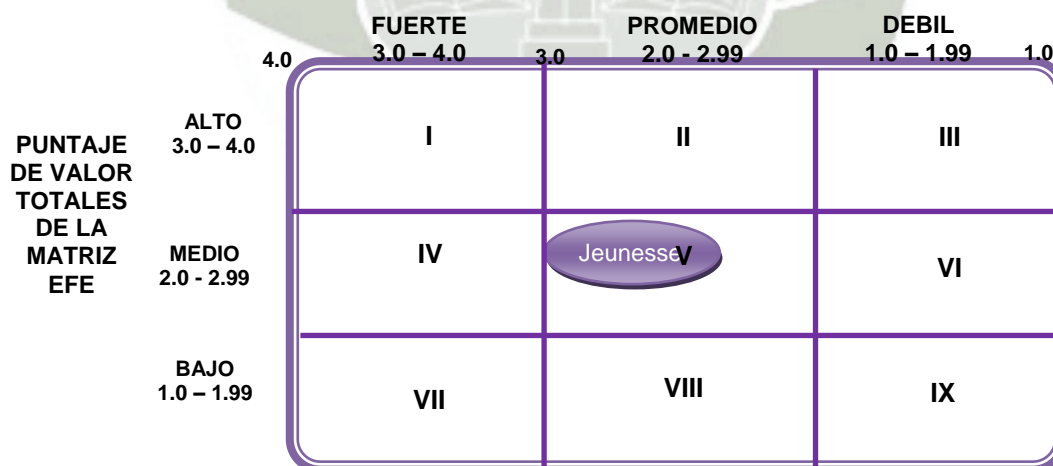 FUERTE
3.0 – 4.0
PROMEDIO
2.0 - 2.99
DEBIL
1.0 – 1.99
4.0
3.0
1.0
PUNTAJE
DE VALOR
TOTALES
DE LA
MATRIZ
EFE
ALTO
3.0 – 4.0
I
II
III
MEDIO
2.0 - 2.99
IV
Jeunesse
V
VI
BAJO
1.0 – 1.99
VII
VIII
IX